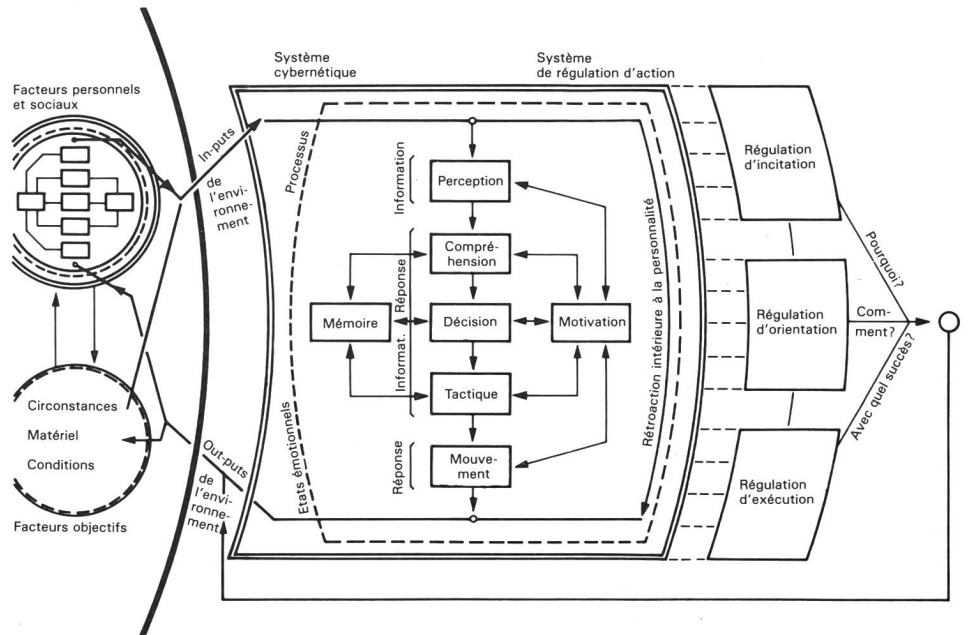 Système
cybernétique
Système
de régulation d'action
Facteurs personnels
et sociaux
In-puts
de
l'envi-
ronne-
ment
Processus
Information
Perception
Régulation
d'incitation
Compré-
hension
Réponse
Mémoire
Décision
Motivation
Informat.
Tactique
Rétroaction intérieure à la personnalité
Pourquoi?
Régulation
d'orientation
Com-
ment?
Avec quel succès?
Circonstances
Matériel
Conditions
Facteurs objectifs
Out-puts
de
l'envi-
ronne-
ment
Etats émotionnels
Réponse
Mouve-
ment
Régulation
d'exécution